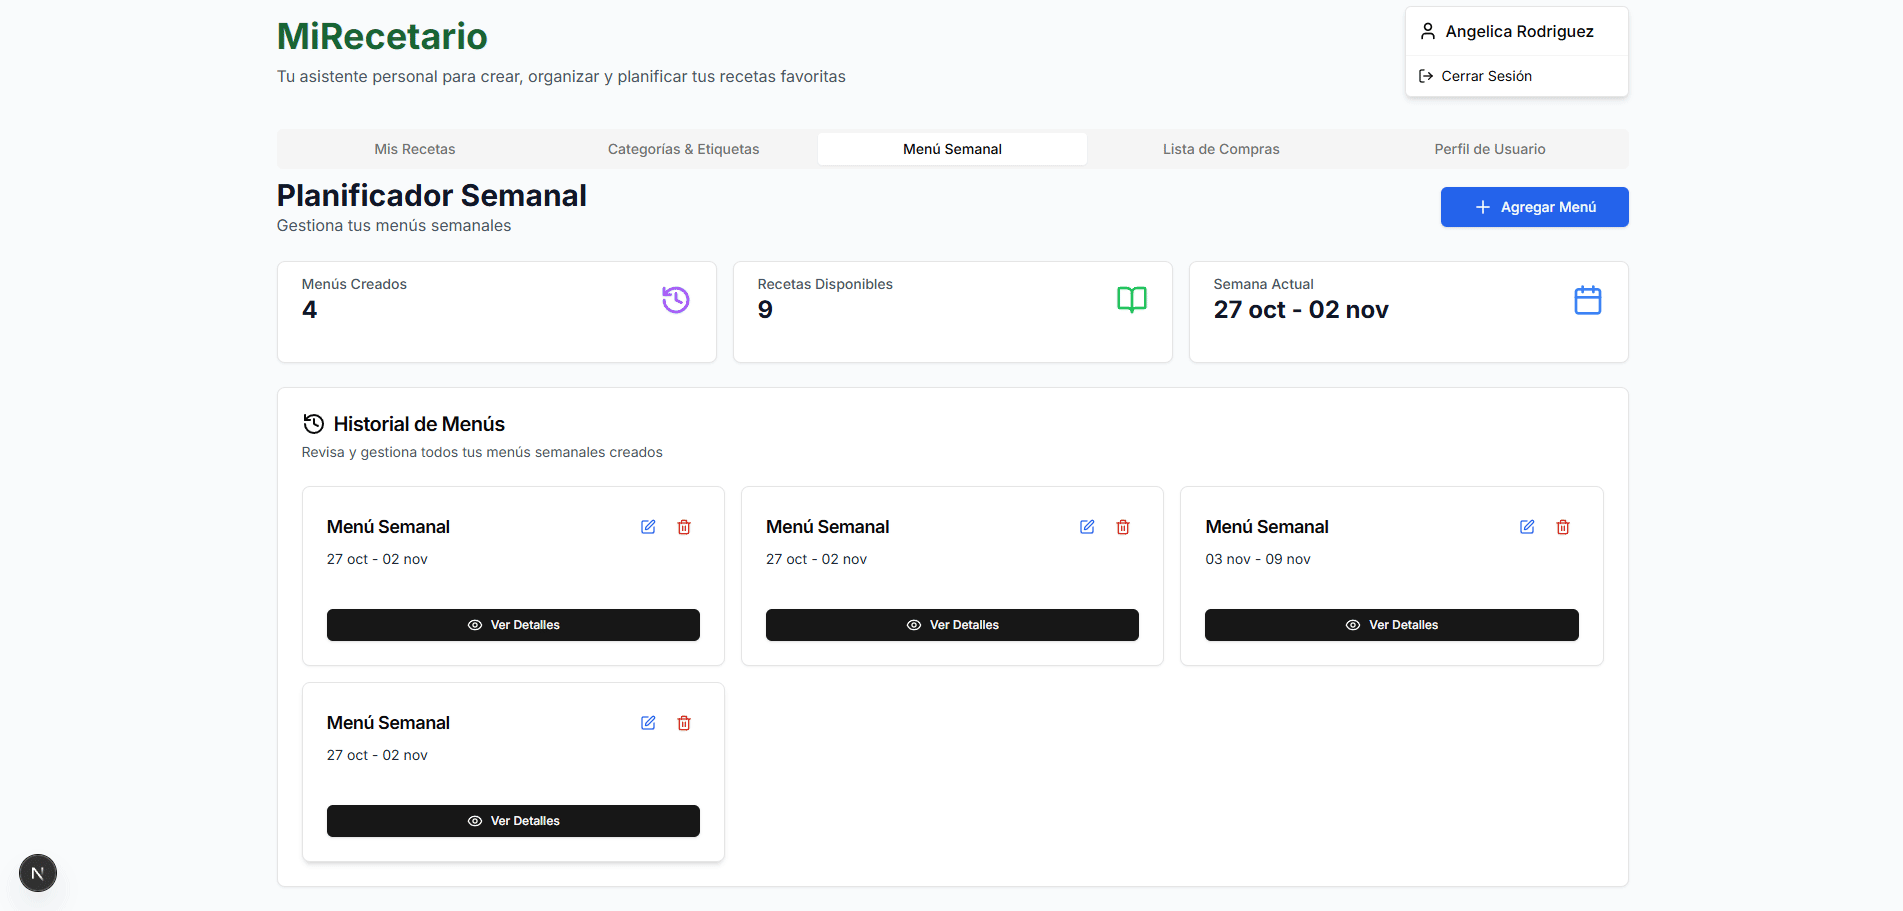 MiRecetario
Tu asistente personal para crear, organizar y planificar tus recetas favoritas
Angelica Rodriguez
Cerrar Sesión
Mis Recetas
Categorías & Etiquetas
Menú Semanal
Lista de Compras
Perfil de Usuario
Planificador Semanal
Gestiona tus menús semanales
Agregar Menú
Menús Creados
4
Recetas Disponibles
9
Semana Actual
27 oct - 02 nov
Historial de Menús
Revisa y gestiona todos tus menús semanales creados
Menú Semanal
27 oct - 02 nov
Ver Detalles
Menú Semanal
27 oct - 02 nov
Ver Detalles
Menú Semanal
03 nov - 09 nov
Ver Detalles
Menú Semanal
27 oct - 02 nov
Ver Detalles
N